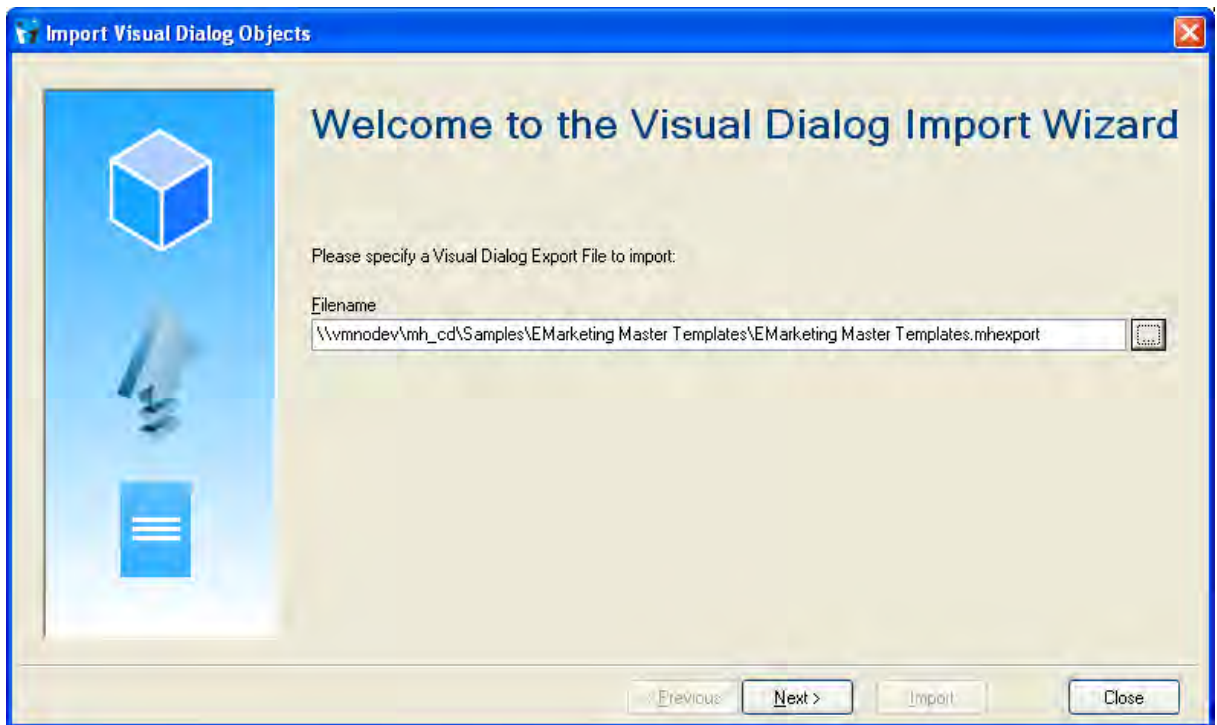 Import Visual Dialog Objects
Welcome to the Visual Dialog Import Wizard
Please specify a Visual Dialog Export File to import:
Filename
\\vmnodev\mh_cd\Samples\EMarketing Master Templates\EMarketing Master Templates.mhexport
...
< Previous Next > Import Close